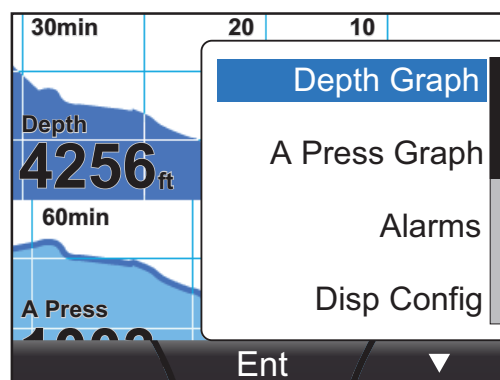 30min 20 10
Depth Graph
Depth
4256ft
A Press Graph
60min
Alarms
A Press
Disp Config
Ent